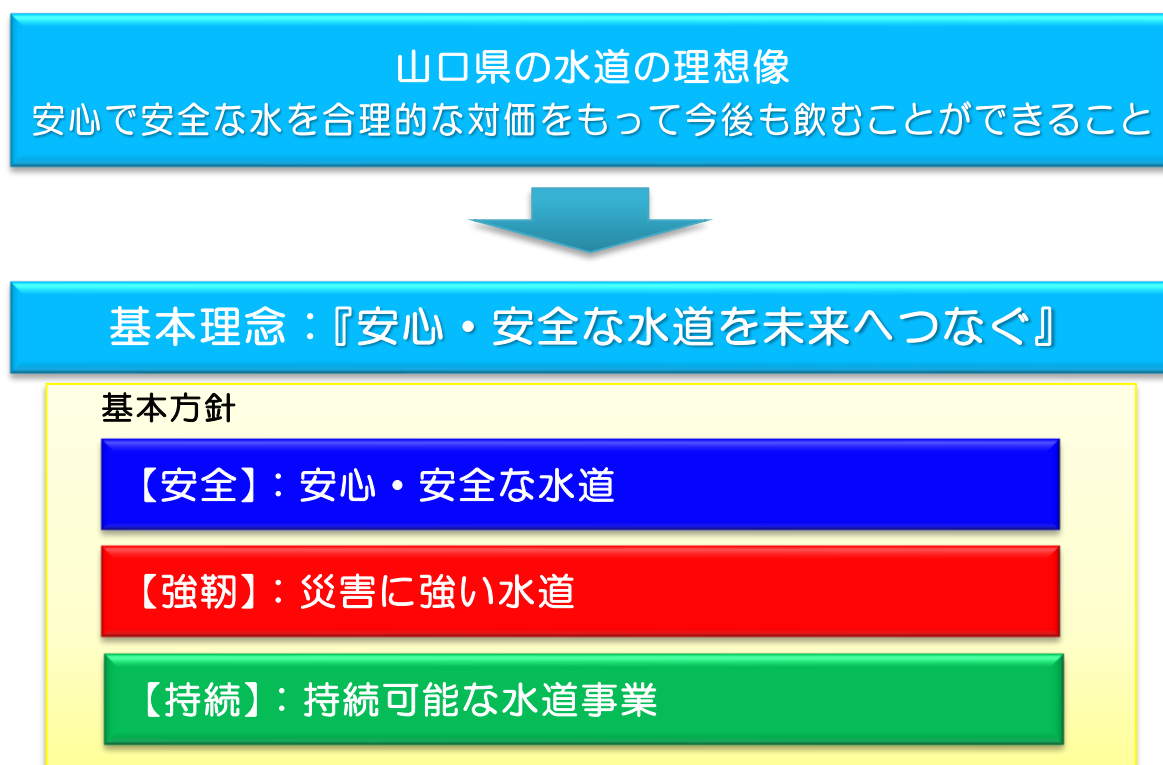 山口県の水道の理想像
安心で安全な水を合理的な対価をもって今後も飲むことができること
基本理念：『安心・安全な水道を未来へつなぐ』
基本方針
【安全】：安心・安全な水道
【強靭】：災害に強い水道
【持続】：持続可能な水道事業